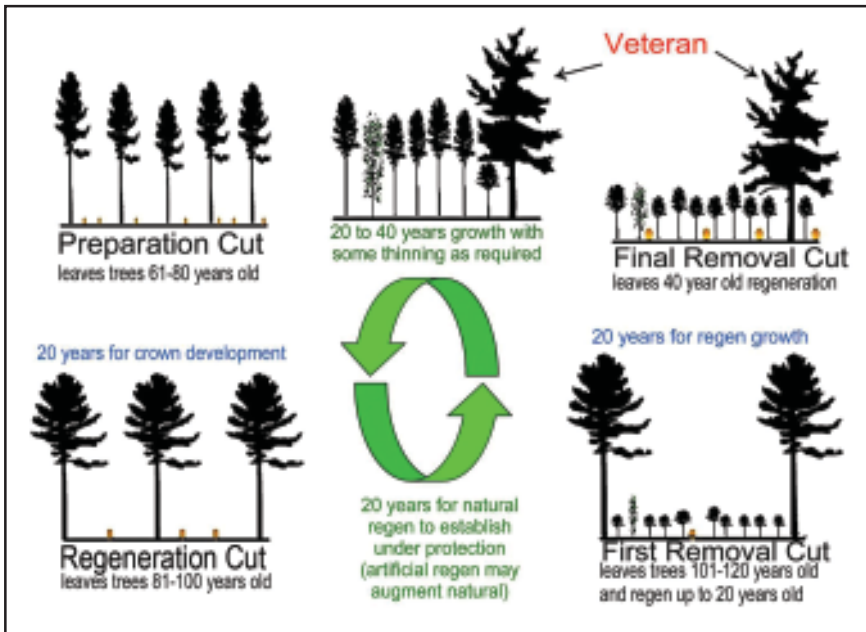 Veteran
Preparation Cut
leaves trees 61-80 years old
20 to 40 years growth with
some thinning as required
Final Removal Cut
leaves 40 year old regeneration
20 years for crown development
20 years for regen growth
Regeneration Cut
leaves trees 81-100 years old
20 years for natural
regen to establish
under protection
(artificial regen may
augment natural)
First Removal Cut
leaves trees 101-120 years old
and regen up to 20 years old